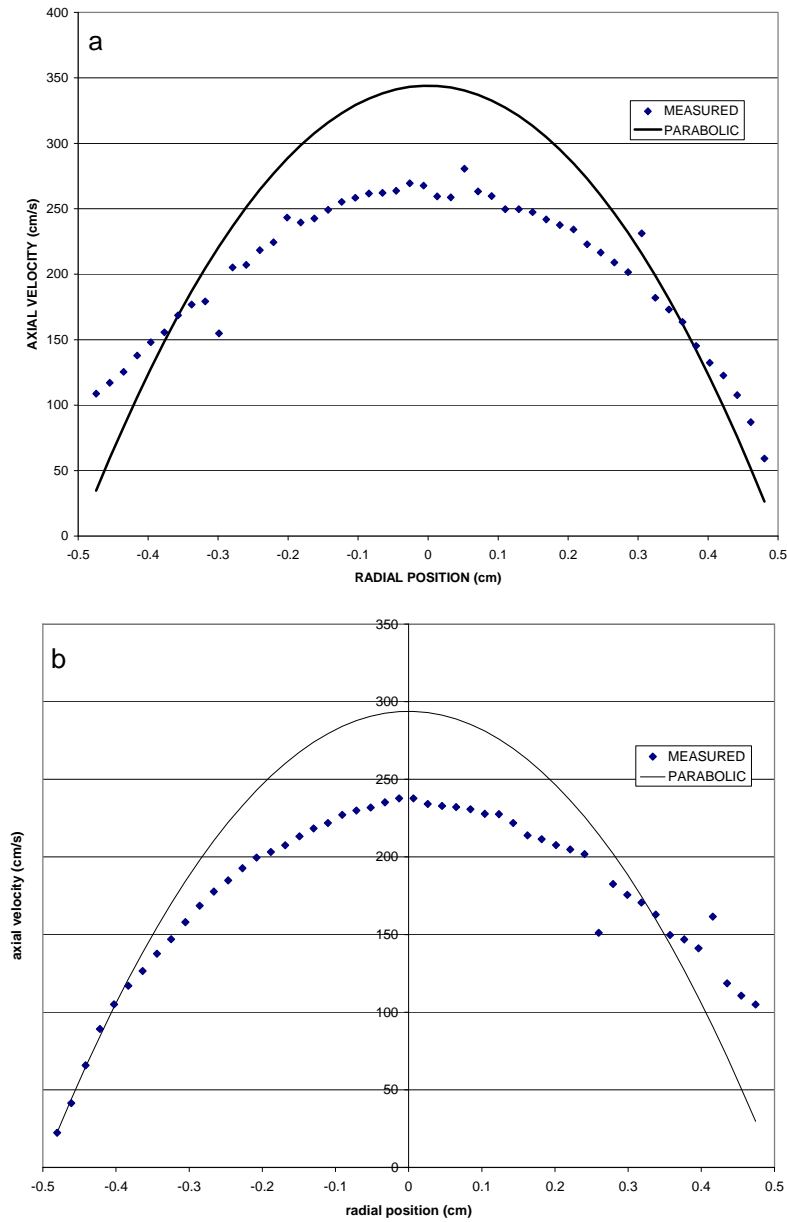 a
400
350
300
250
200
150
100
50
0
AXIAL VELOCITY (cm/s)
MEASURED
PARABOLIC
-0.5 -0.4 -0.3 -0.2 -0.1 0 0.1 0.2 0.3 0.4 0.5
RADIAL POSITION (cm)
b
350
300
250
200
150
100
50
0
axial velocity (cm/s)
MEASURED
PARABOLIC
-0.5 -0.4 -0.3 -0.2 -0.1 0 0.1 0.2 0.3 0.4 0.5
radial position (cm)